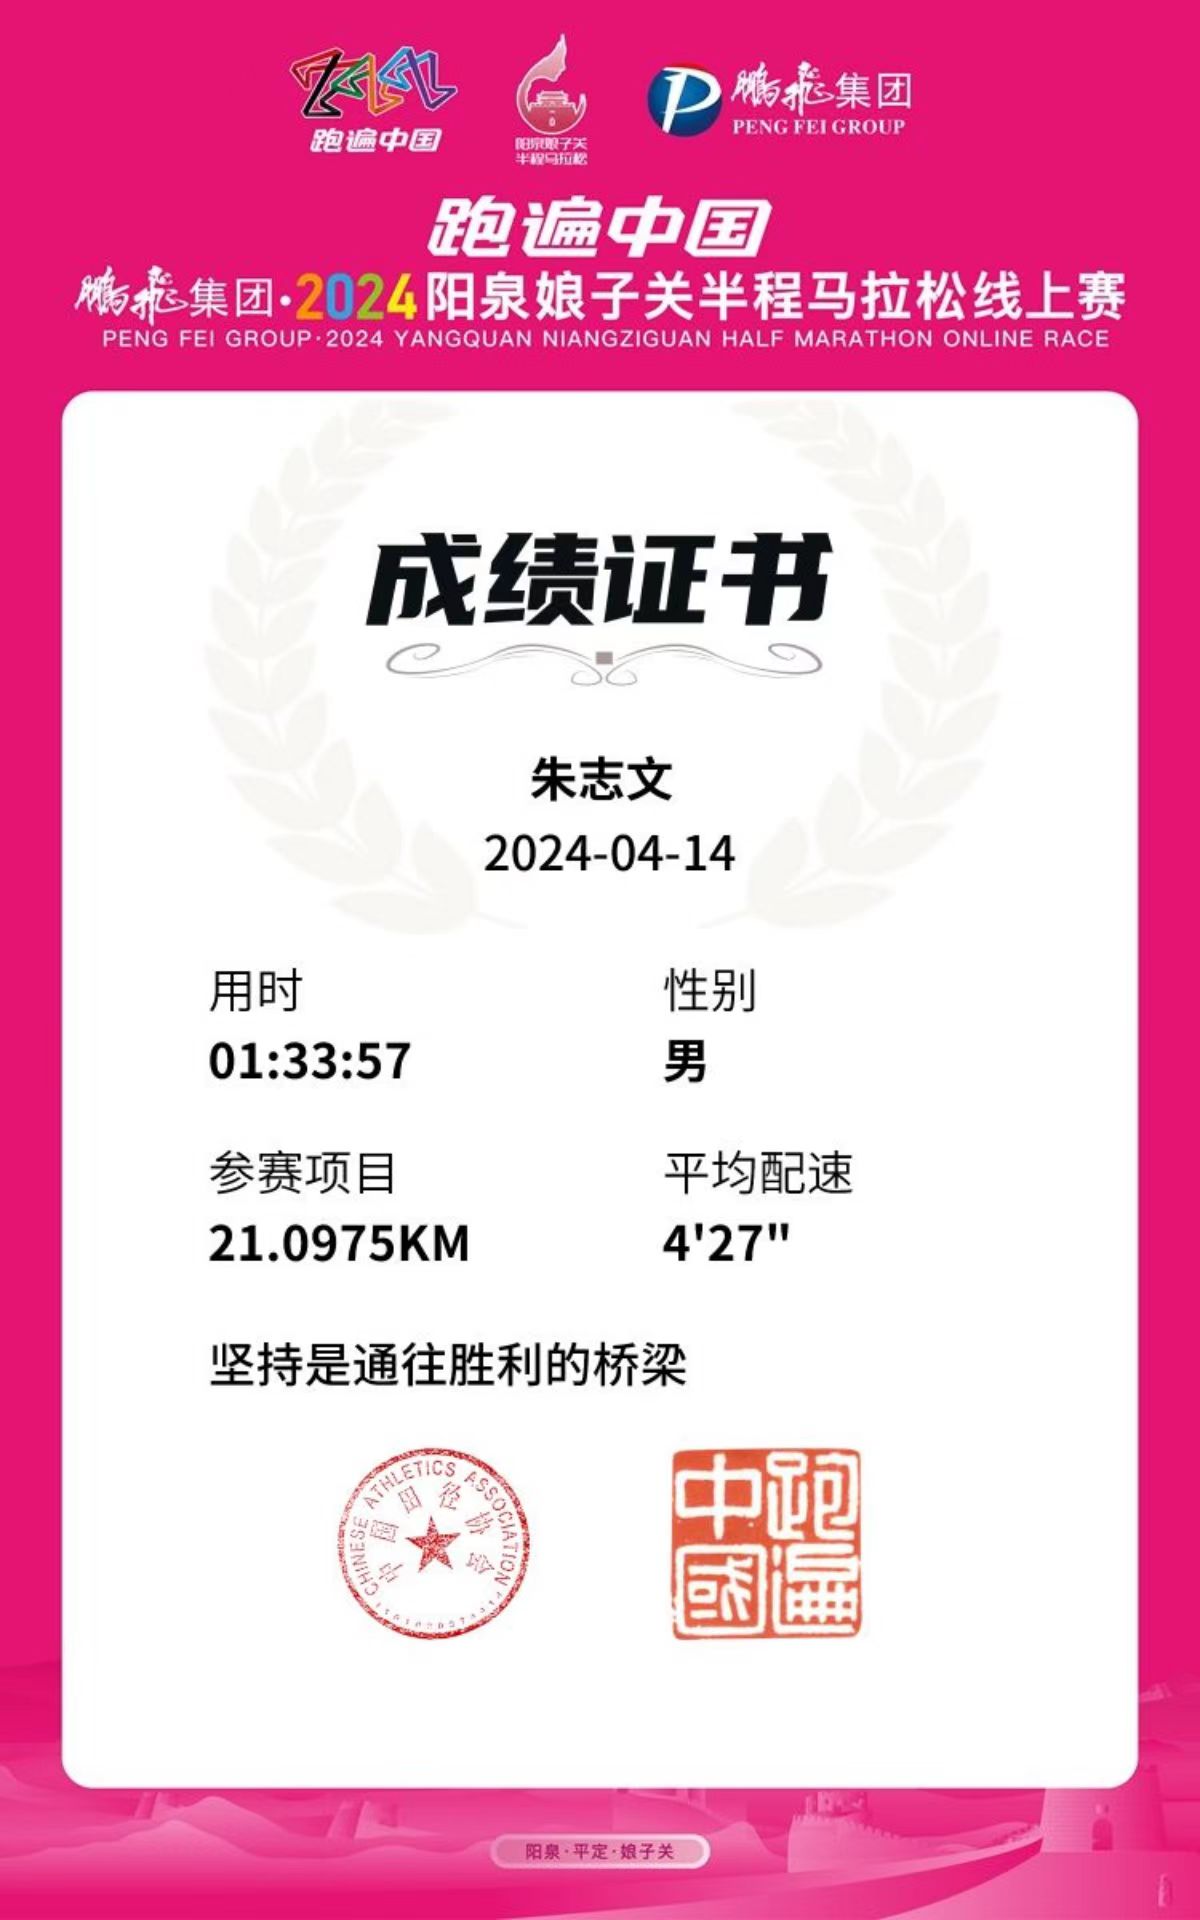 跑遍中国
阳泉娘子关
半程马拉松
鹏飞集团
PENG FEI GROUP
跑遍中国
鹏飞集团·2024阳泉娘子关半程马拉松线上赛
PENG FEI GROUP·2024 YANGQUAN NIANGZIGUAN HALF MARATHON ONLINE RACE
成绩证书
朱志文
2024-04-14
用时
性别
01:33:57
男
参赛项目
平均配速
21.0975KM
4'27"
坚持是通往胜利的桥梁
CHINESE ATHLETICS ASSOCIATION
中国田径协会
跑遍中國
阳泉·平定·娘子关